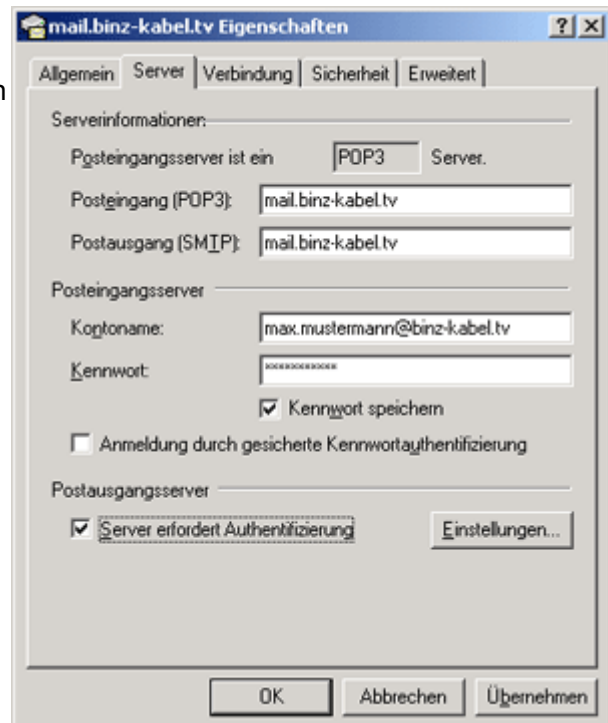 mail.binz-kabel.tv Eigenschaften
Allgemein Server Verbindung Sicherheit Erweitert
n
Serverinformationen:
Posteingangsserver ist ein POP3 Server.
Posteingang (POP3): mail.binz-kabel.tv
Postausgang (SMTP): mail.binz-kabel.tv
Posteingangsserver
Kontoname: max.mustermann@binz-kabel.tv
Kennwort: ************
Kennwort speichern
Anmeldung durch gesicherte Kennwortauthentifizierung
Postausgangsserver
Server erfordert Authentifizierung Einstellungen...
OK Abbrechen Übernehmen